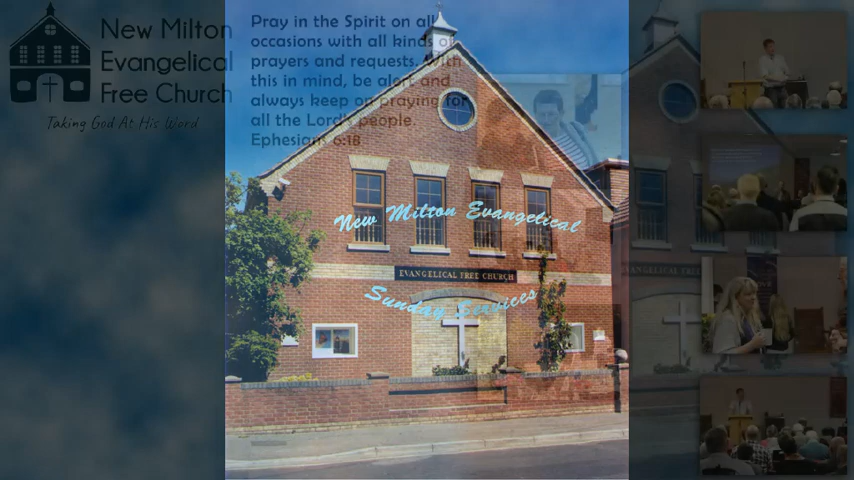 New Milton
Evangelical
Free Church
Taking God At His Word
Pray in the Spirit on all
occasions with all kinds of
prayers and requests. With
this in mind, be alert and
always keep on praying for
all the Lord's people.
Ephesians 6:18
New Milton Evangelical
EVANGELICAL FREE CHURCH
Sunday Services
EVANGELICAL FREE